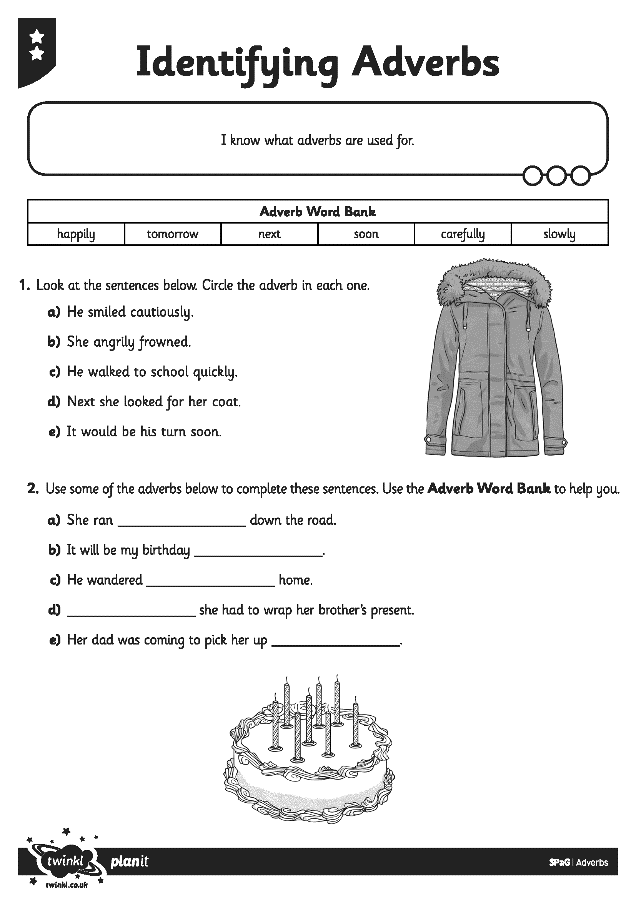 Identifying Adverbs
I know what adverbs are used for.
Adverb Word Bank
happily tomorrow next soon carefully slowly
1. Look at the sentences below. Circle the adverb in each one.
a) He smiled cautiously.
b) She angrily frowned.
c) He walked to school quickly.
d) Next she looked for her coat.
e) It would be his turn soon.
2. Use some of the adverbs below to complete these sentences. Use the Adverb Word Bank to help you.
a) She ran ____________________ down the road.
b) It will be my birthday ____________________.
c) He wandered ____________________ home.
d) ____________________ she had to wrap her brother's present.
e) Her dad was coming to pick her up ____________________.
twinkl planit
twinkl.co.uk
SPaG | Adverbs